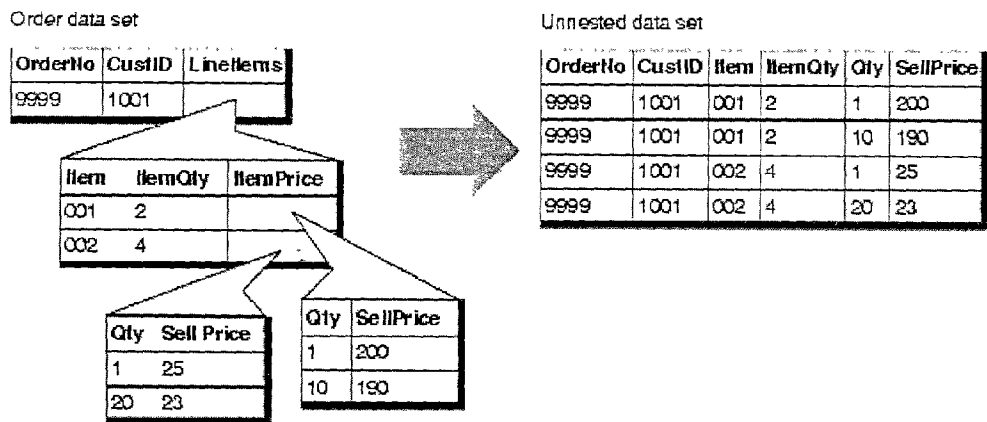 Order data set
OrderNo CustID LineItems
9999 1001
Item ItemQty ItemPrice
001 2
002 4
Qty Sell Price
1 25
20 23
Qty SellPrice
1 200
10 190
Unnested data set
OrderNo CustID Item ItemQty Qty SellPrice
9999 1001 001 2 1 200
9999 1001 001 2 10 190
9999 1001 002 4 1 25
9999 1001 002 4 20 23